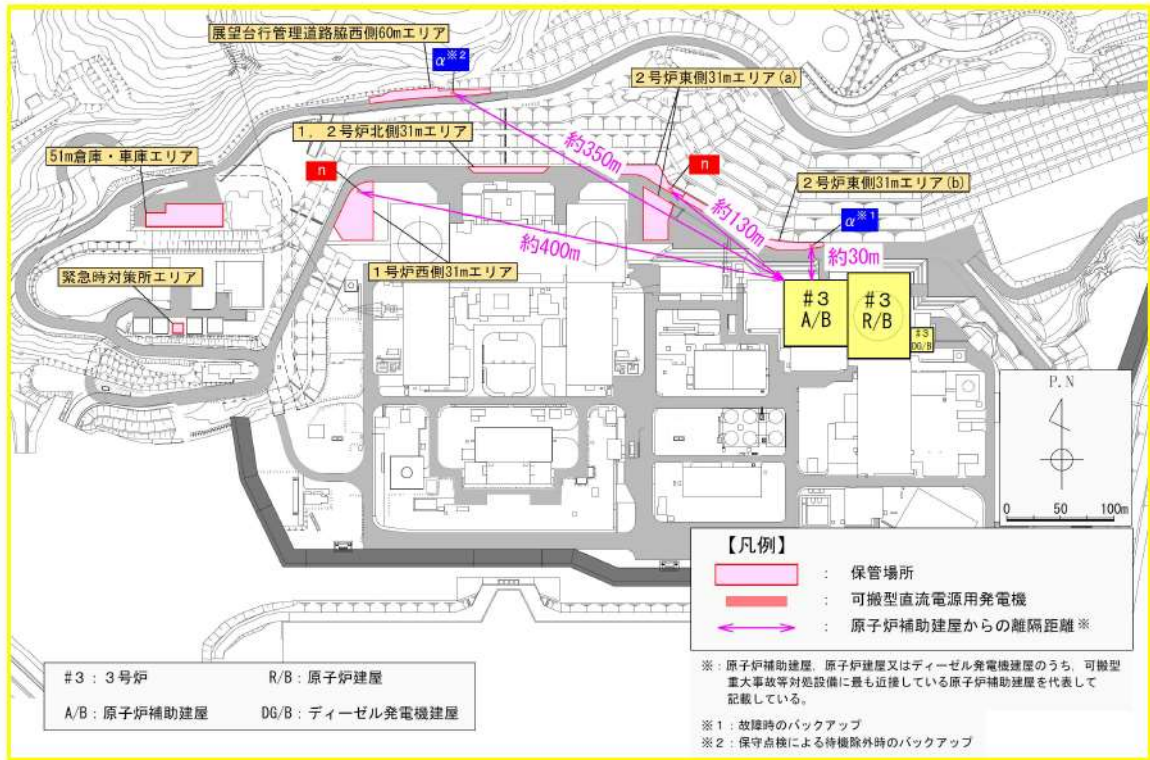 展望台行管理道路脇西側60mエリア
α※2
2号炉東側31mエリア(a)
1, 2号炉北側31mエリア
約350m
51m倉庫・車庫エリア
n
n
2号炉東側31mエリア(b)
約130m
α※1
約400m
約30m
1号炉西側31mエリア
緊急時対策所エリア
#3
A/B
#3
R/B
#3
DG/B
P.N
0 50 100m
【凡例】
: 保管場所
: 可搬型直流電源用発電機
: 原子炉補助建屋からの離隔距離※
#3:3号炉 R/B:原子炉建屋
A/B:原子炉補助建屋 DG/B:ディーゼル発電機建屋
※:原子炉補助建屋,原子炉建屋又はディーゼル発電機建屋のうち,可搬型
重大事故等対処設備に最も近接している原子炉補助建屋を代表して
記載している。
※1:故障時のバックアップ
※2:保守点検による待機除外時のバックアップ